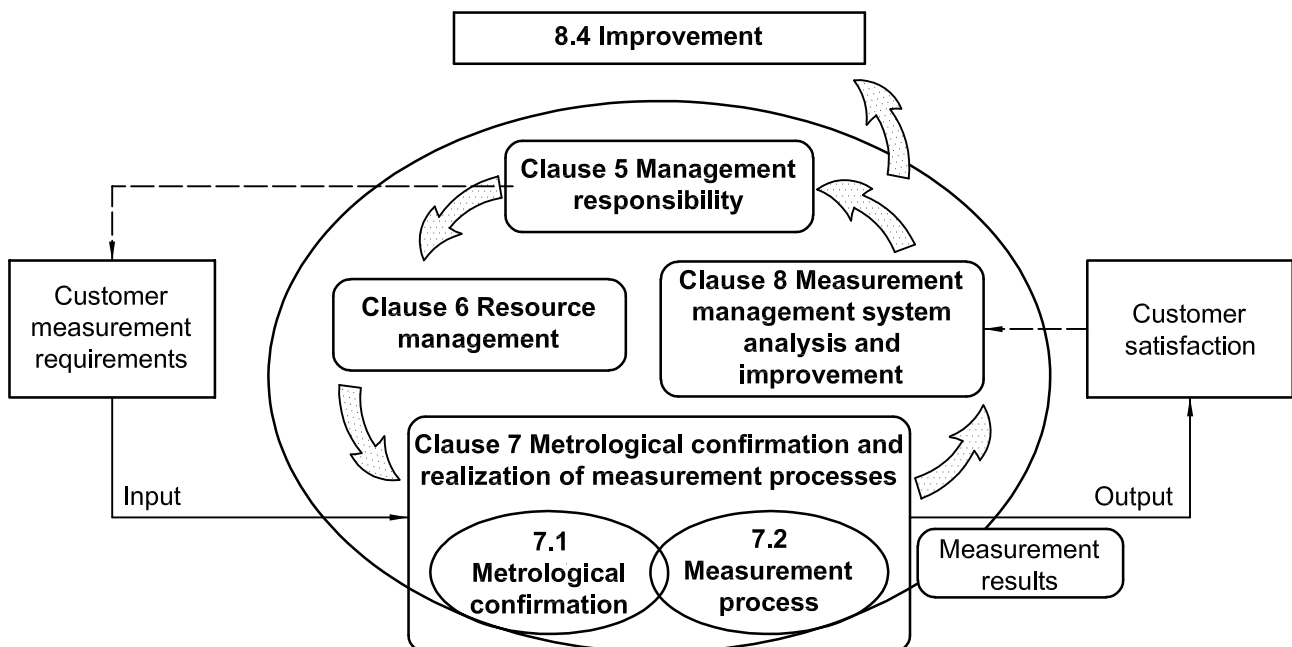 8.4 Improvement
Clause 5 Management
responsibility
Customer
measurement
requirements
Clause 6 Resource
management
Clause 8 Measurement
management system
analysis and
improvement
Customer
satisfaction
Clause 7 Metrological confirmation and
realization of measurement processes
Input
Output
7.1
Metrological
confirmation
7.2
Measurement
process
Measurement
results